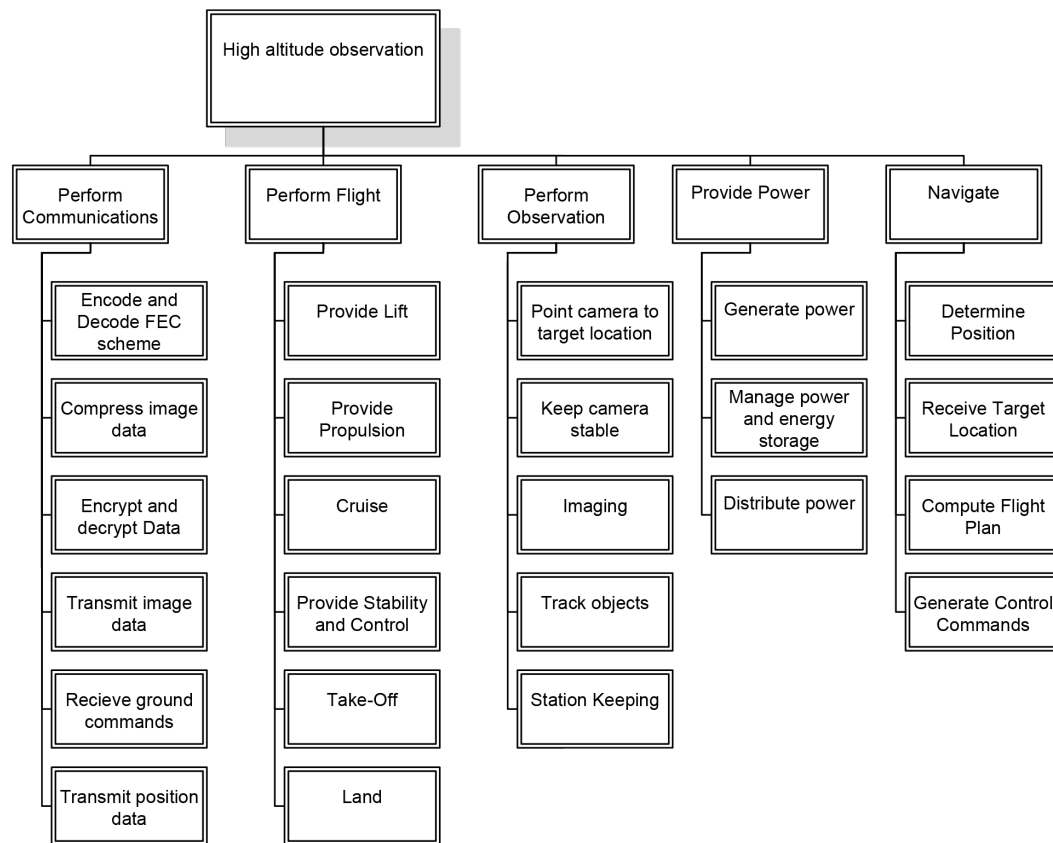 High altitude observation
Perform
Communications
Perform Flight
Perform
Observation
Provide Power
Navigate
Encode and
Decode FEC
scheme
Compress image
data
Encrypt and
decrypt Data
Transmit image
data
Recieve ground
commands
Transmit position
data
Provide Lift
Provide
Propulsion
Cruise
Provide Stability
and Control
Take-Off
Land
Point camera to
target location
Keep camera
stable
Imaging
Track objects
Station Keeping
Generate power
Manage power
and energy
storage
Distribute power
Determine
Position
Receive Target
Location
Compute Flight
Plan
Generate Control
Commands